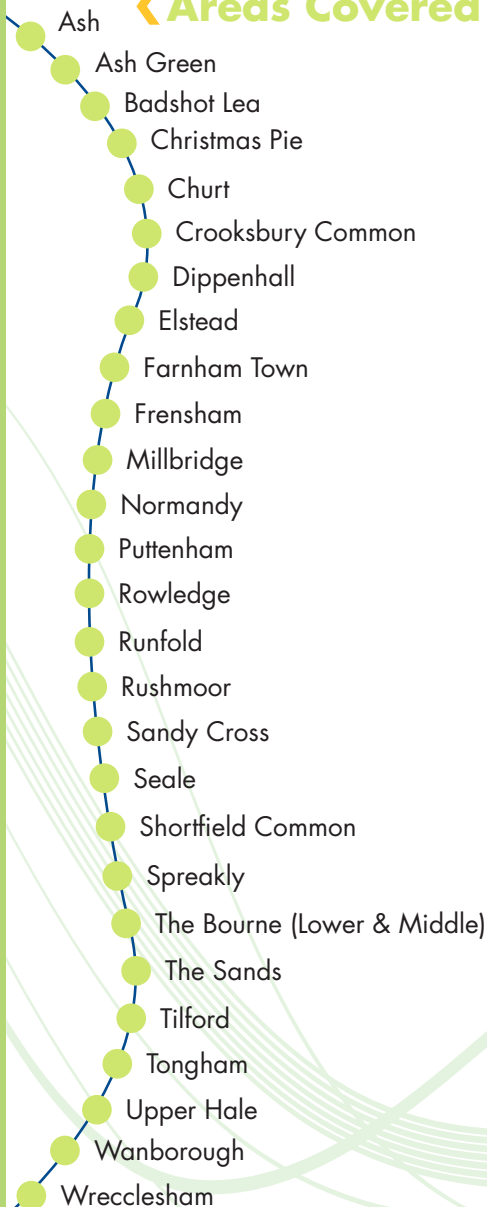 Areas Covered
Ash
Ash Green
Badshot Lea
Christmas Pie
Churt
Crooksbury Common
Dippenhall
Elstead
Farnham Town
Frensham
Millbridge
Normandy
Puttenham
Rowledge
Runfold
Rushmoor
Sandy Cross
Seale
Shortfield Common
Spreakly
The Bourne (Lower & Middle)
The Sands
Tilford
Tongham
Upper Hale
Wanborough
Wrecclesham